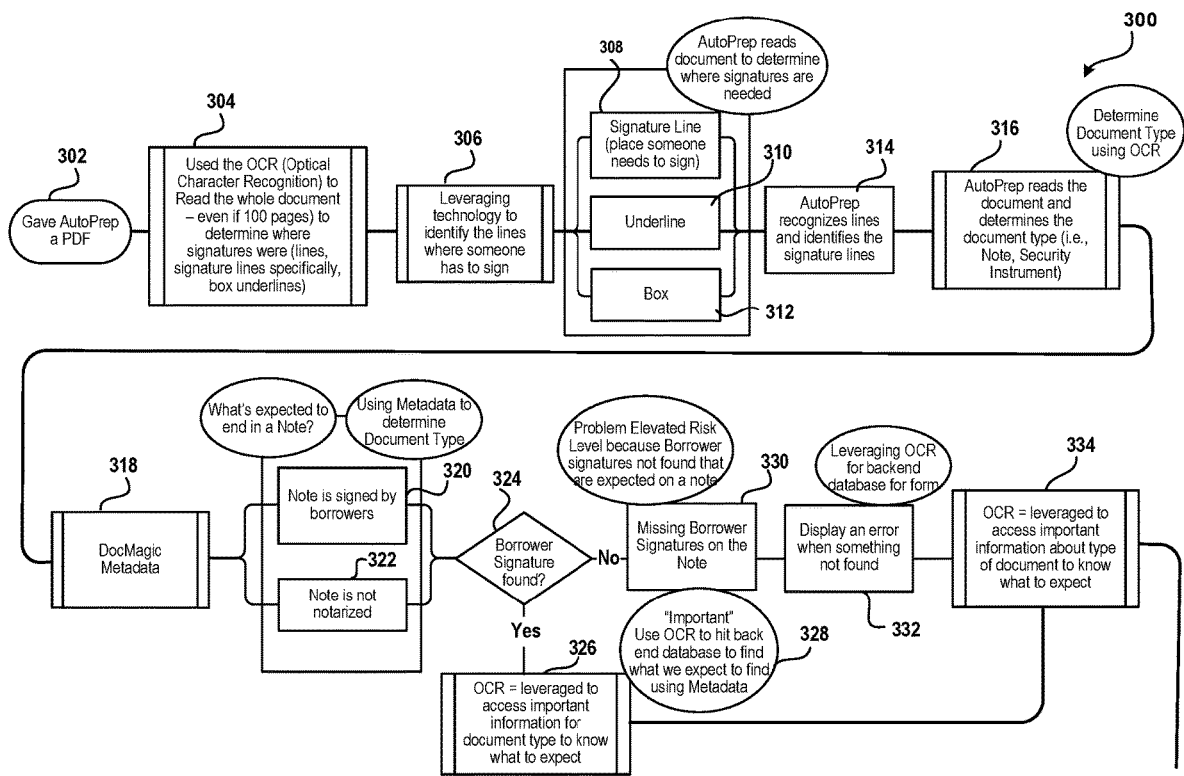 300
302
Gave AutoPrep
a PDF
304
Used the OCR (Optical
Character Recognition) to
Read the whole document
– even if 100 pages) to
determine where
signatures were (lines,
signature lines specifically,
box underlines)
306
Leveraging
technology to
identify the lines
where someone
has to sign
AutoPrep reads
document to determine
where signatures are
needed
308
Signature Line
(place someone
needs to sign)
310
Underline
Box
312
314
AutoPrep
recognizes lines
and identifies the
signature lines
Determine
Document Type
using OCR
316
AutoPrep reads the
document and
determines the
document type (i.e.,
Note, Security
Instrument)
318
DocMagic
Metadata
What's expected to
end in a Note?
Using Metadata to
determine
Document Type
320
Note is signed by
borrowers
322
Note is not
notarized
324
Borrower
Signature
found?
No
Yes
326
OCR = leveraged to
access important
information for
document type to know
what to expect
Problem Elevated Risk
Level because Borrower
signatures not found that
are expected on a note
330
Missing Borrower
Signatures on the
Note
"Important"
Use OCR to hit back
end database to find
what we expect to find
using Metadata
328
Leveraging OCR
for backend
database for form
Display an error
when something
not found
332
334
OCR = leveraged to
access important
information about type
of document to know
what to expect